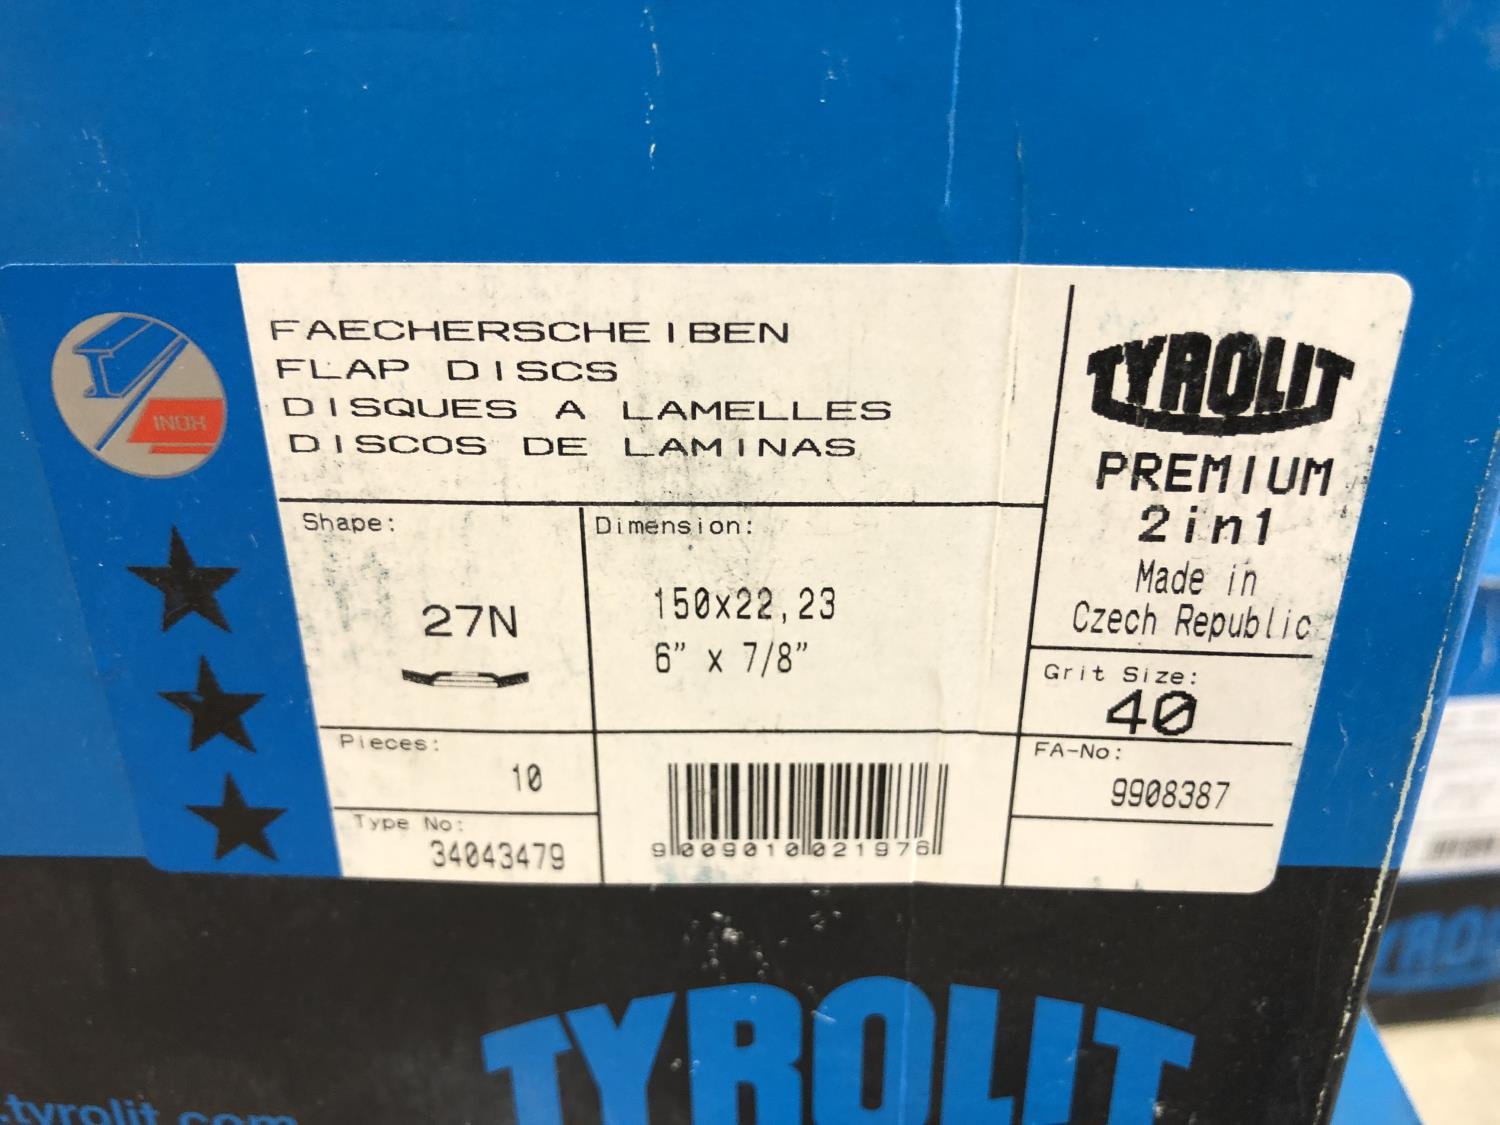 INOX
FAECHERSCHEIBEN
FLAP DISCS
DISQUES A LAMELLES
DISCOS DE LAMINAS
TYROLIT
PREMIUM
2in1
Made in
Czech Republic
Shape:
27N
Dimension:
150x22,23
6" x 7/8"
Grit Size:
40
Pieces:
10
FA-No:
9908387
Type No:
34043479
9009010021976
TYROLIT
.tyrolit.com
YROL